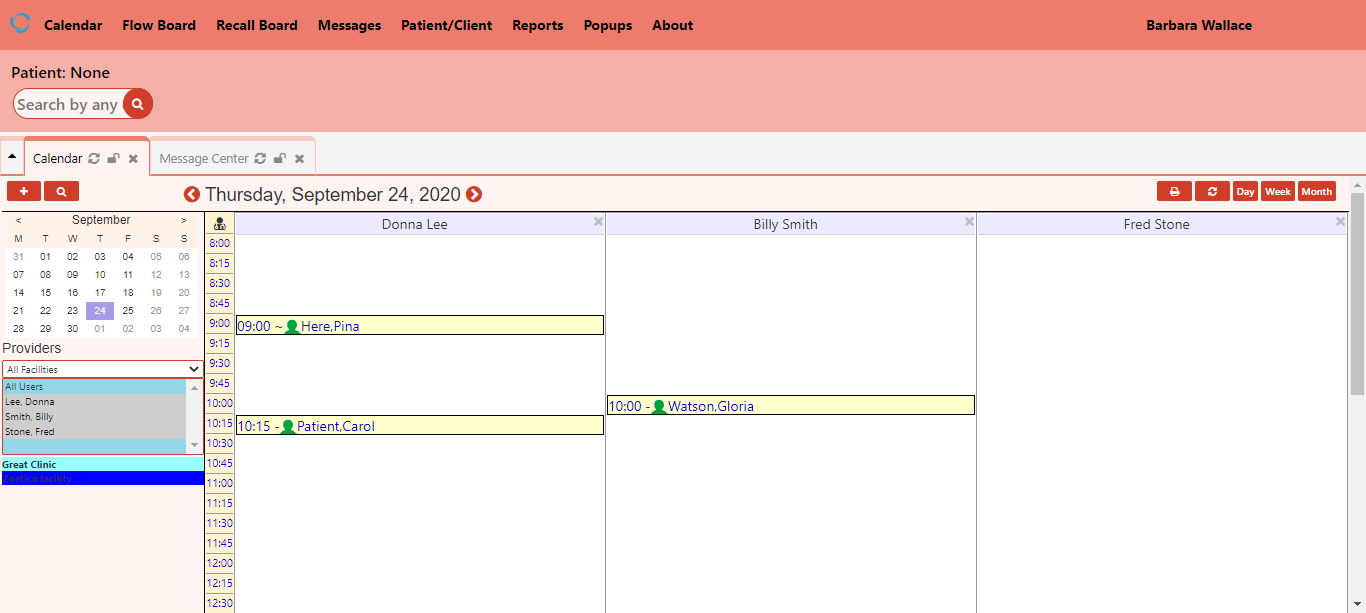 Calendar Flow Board Recall Board Messages Patient/Client Reports Popups About Barbara Wallace
Patient: None
Search by any
Calendar Message Center
Thursday, September 24, 2020 Day Week Month
< September >
M T W T F S S
31 01 02 03 04 05 06
07 08 09 10 11 12 13
14 15 16 17 18 19 20
21 22 23 24 25 26 27
28 29 30 01 02 03 04
Providers
All Facilities
All Users
Lee, Donna
Smith, Billy
Stone, Fred
Great Clinic
Zoeticx facility
Donna Lee Billy Smith Fred Stone
8:00
8:15
8:30
8:45
9:00 09:00 ~ Here,Pina
9:15
9:30
9:45
10:00 10:00 - Watson,Gloria
10:15 10:15 - Patient,Carol
10:30
10:45
11:00
11:15
11:30
11:45
12:00
12:15
12:30